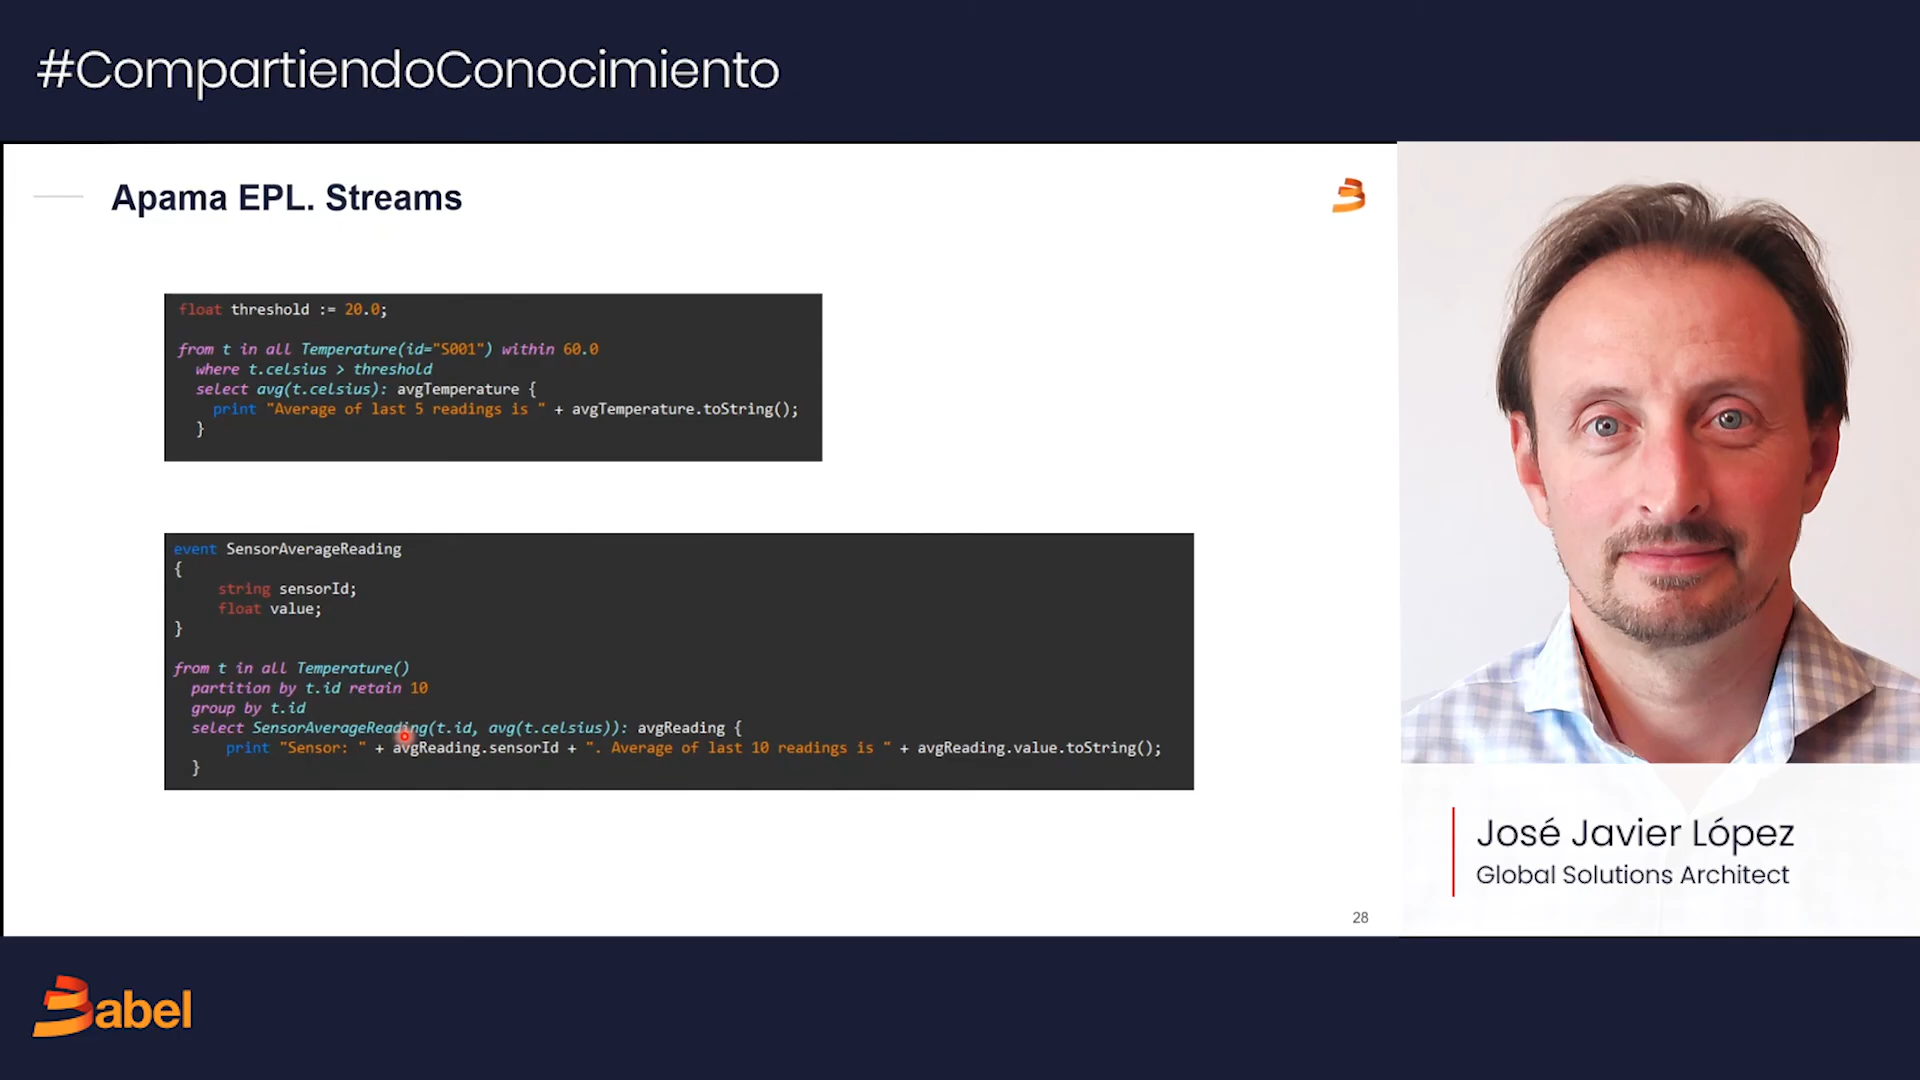 #CompartiendoConocimiento
Apama EPL. Streams
float threshold := 20.0;
from t in all Temperature(id="S001") within 60.0
where t.celsius > threshold
select avg(t.celsius): avgTemperature {
print "Average of last 5 readings is " + avgTemperature.toString();
}
event SensorAverageReading
{
string sensorId;
float value;
}
from t in all Temperature()
partition by t.id retain 10
group by t.id
select SensorAverageReading(t.id, avg(t.celsius)): avgReading {
print "Sensor: " + avgReading.sensorId + ". Average of last 10 readings is " + avgReading.value.toString();
}
28
José Javier López
Global Solutions Architect
Babel